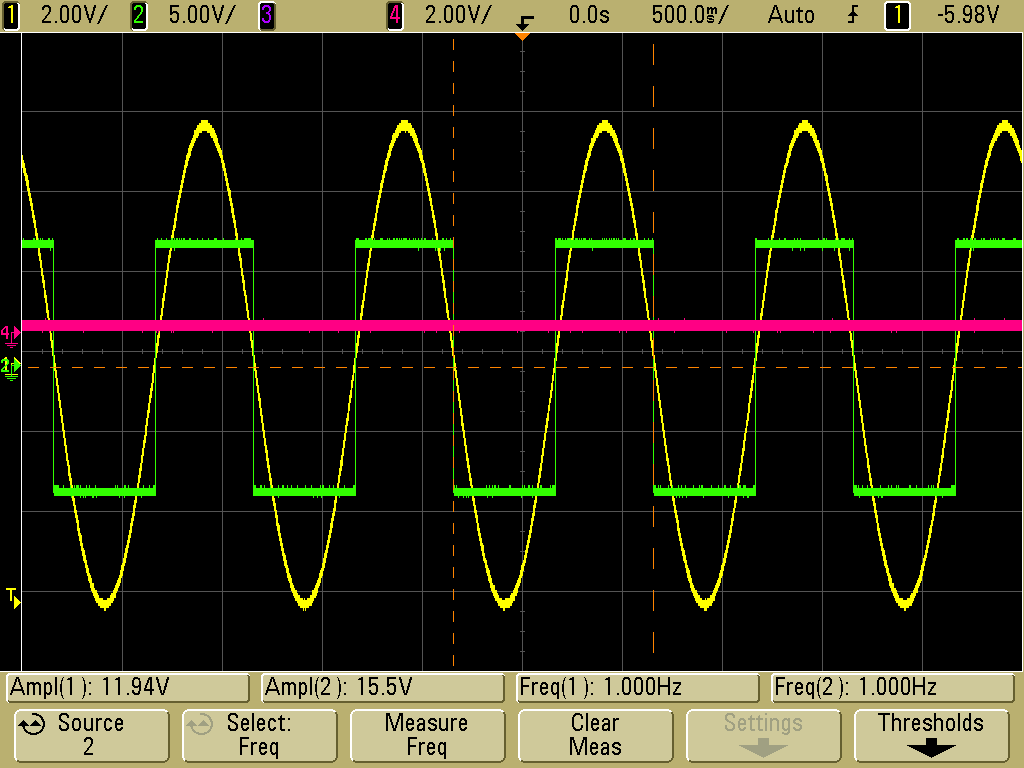 1 2.00V/ 2 5.00V/ 3 4 2.00V/ 0.0s 500.0ms/ Auto 1 -5.98V
4
2
T
Ampl(1): 11.94V Ampl(2): 15.5V Freq(1): 1.000Hz Freq(2): 1.000Hz
Source Select: Measure Clear Settings Thresholds
2 Freq Freq Meas